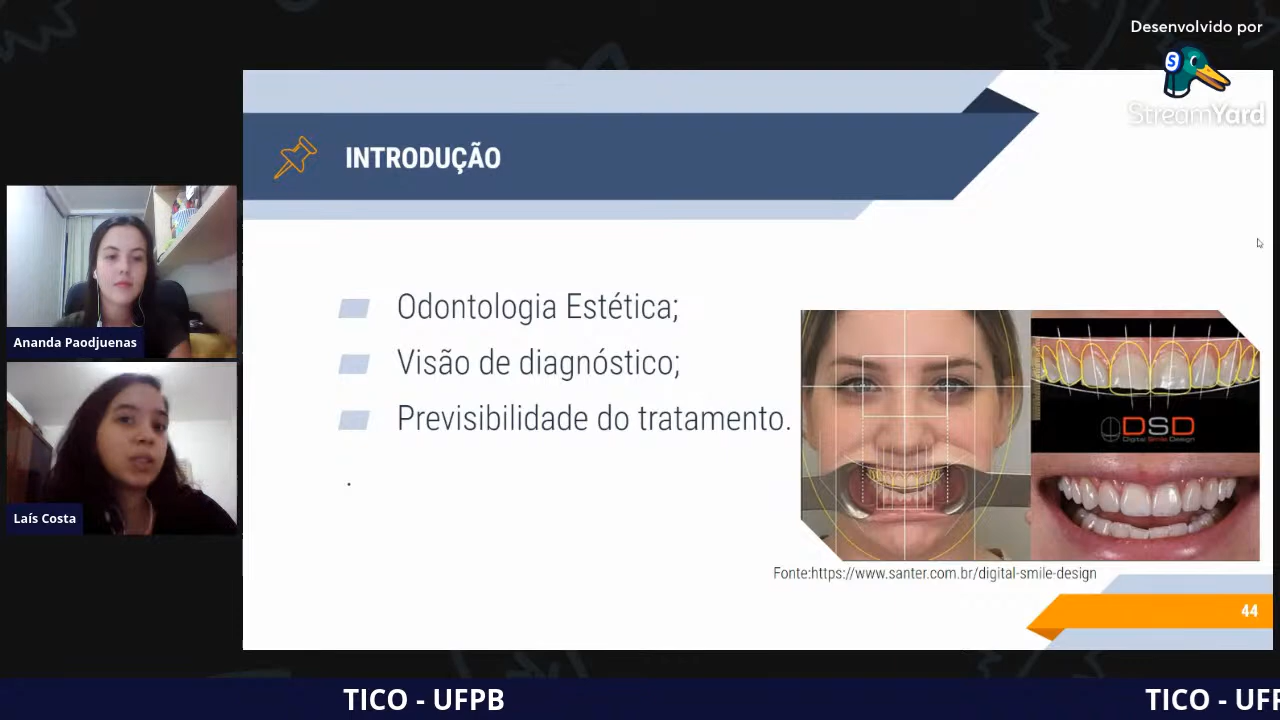 Desenvolvido por
S
StreamYard
INTRODUÇÃO
Odontologia Estética;
Visão de diagnóstico;
Previsibilidade do tratamento.
.
DSD
Digital Smile Design
Fonte:https://www.santer.com.br/digital-smile-design
44
Ananda Paodjuenas
Laís Costa
TICO - UFPB
TICO - UFP